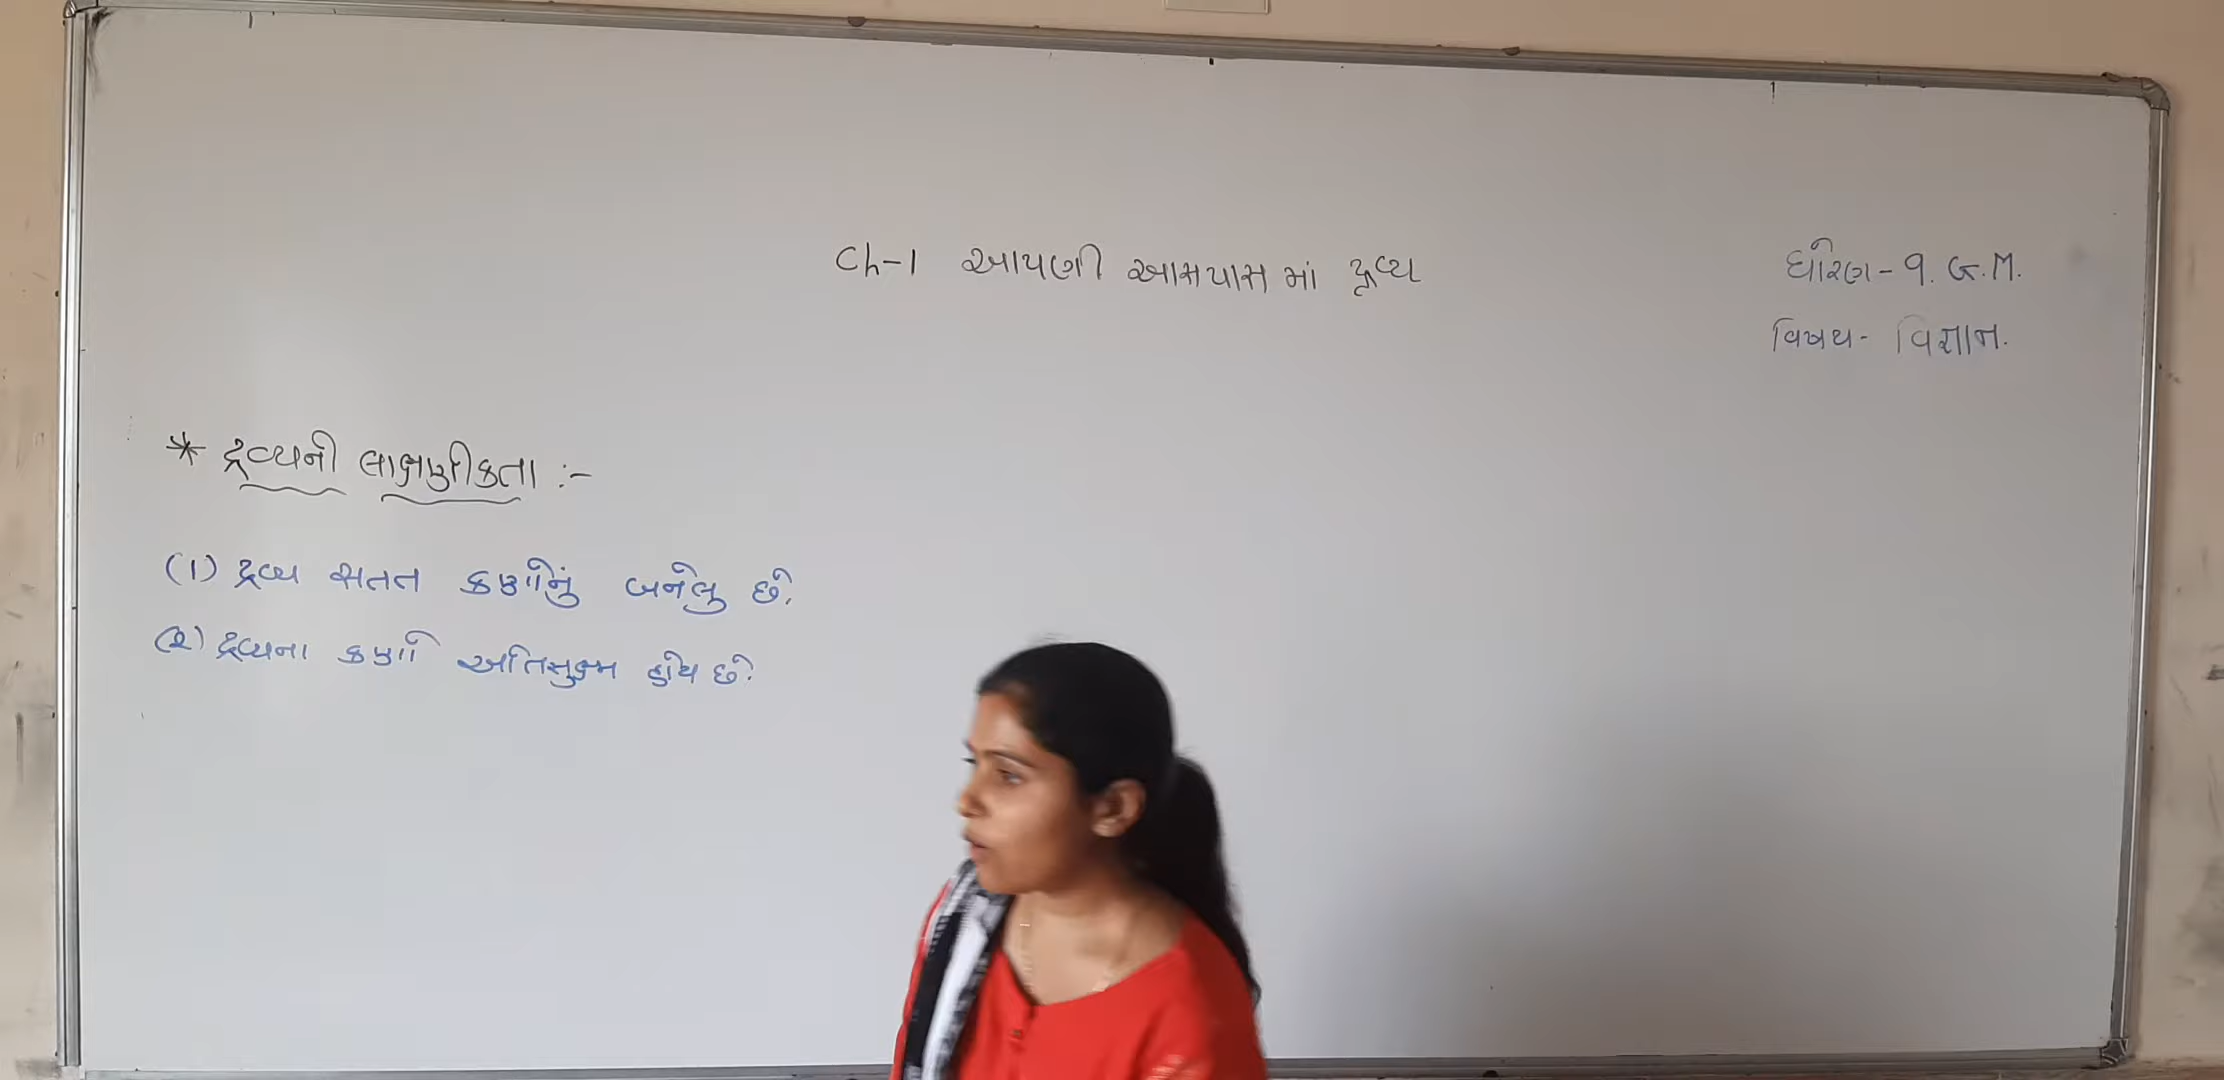 Ch-1 આપણી આસપાસ માં દ્રવ્ય
ધોરણ - 9. G.M.
વિષય - વિજ્ઞાન.
* દ્રવ્યની લાક્ષણીકતા :-
(1) દ્રવ્ય સતત કણોનું બનેલુ છે.
(૨) દ્રવ્યના કણો અતિસુક્ષ્મ હોય છે.